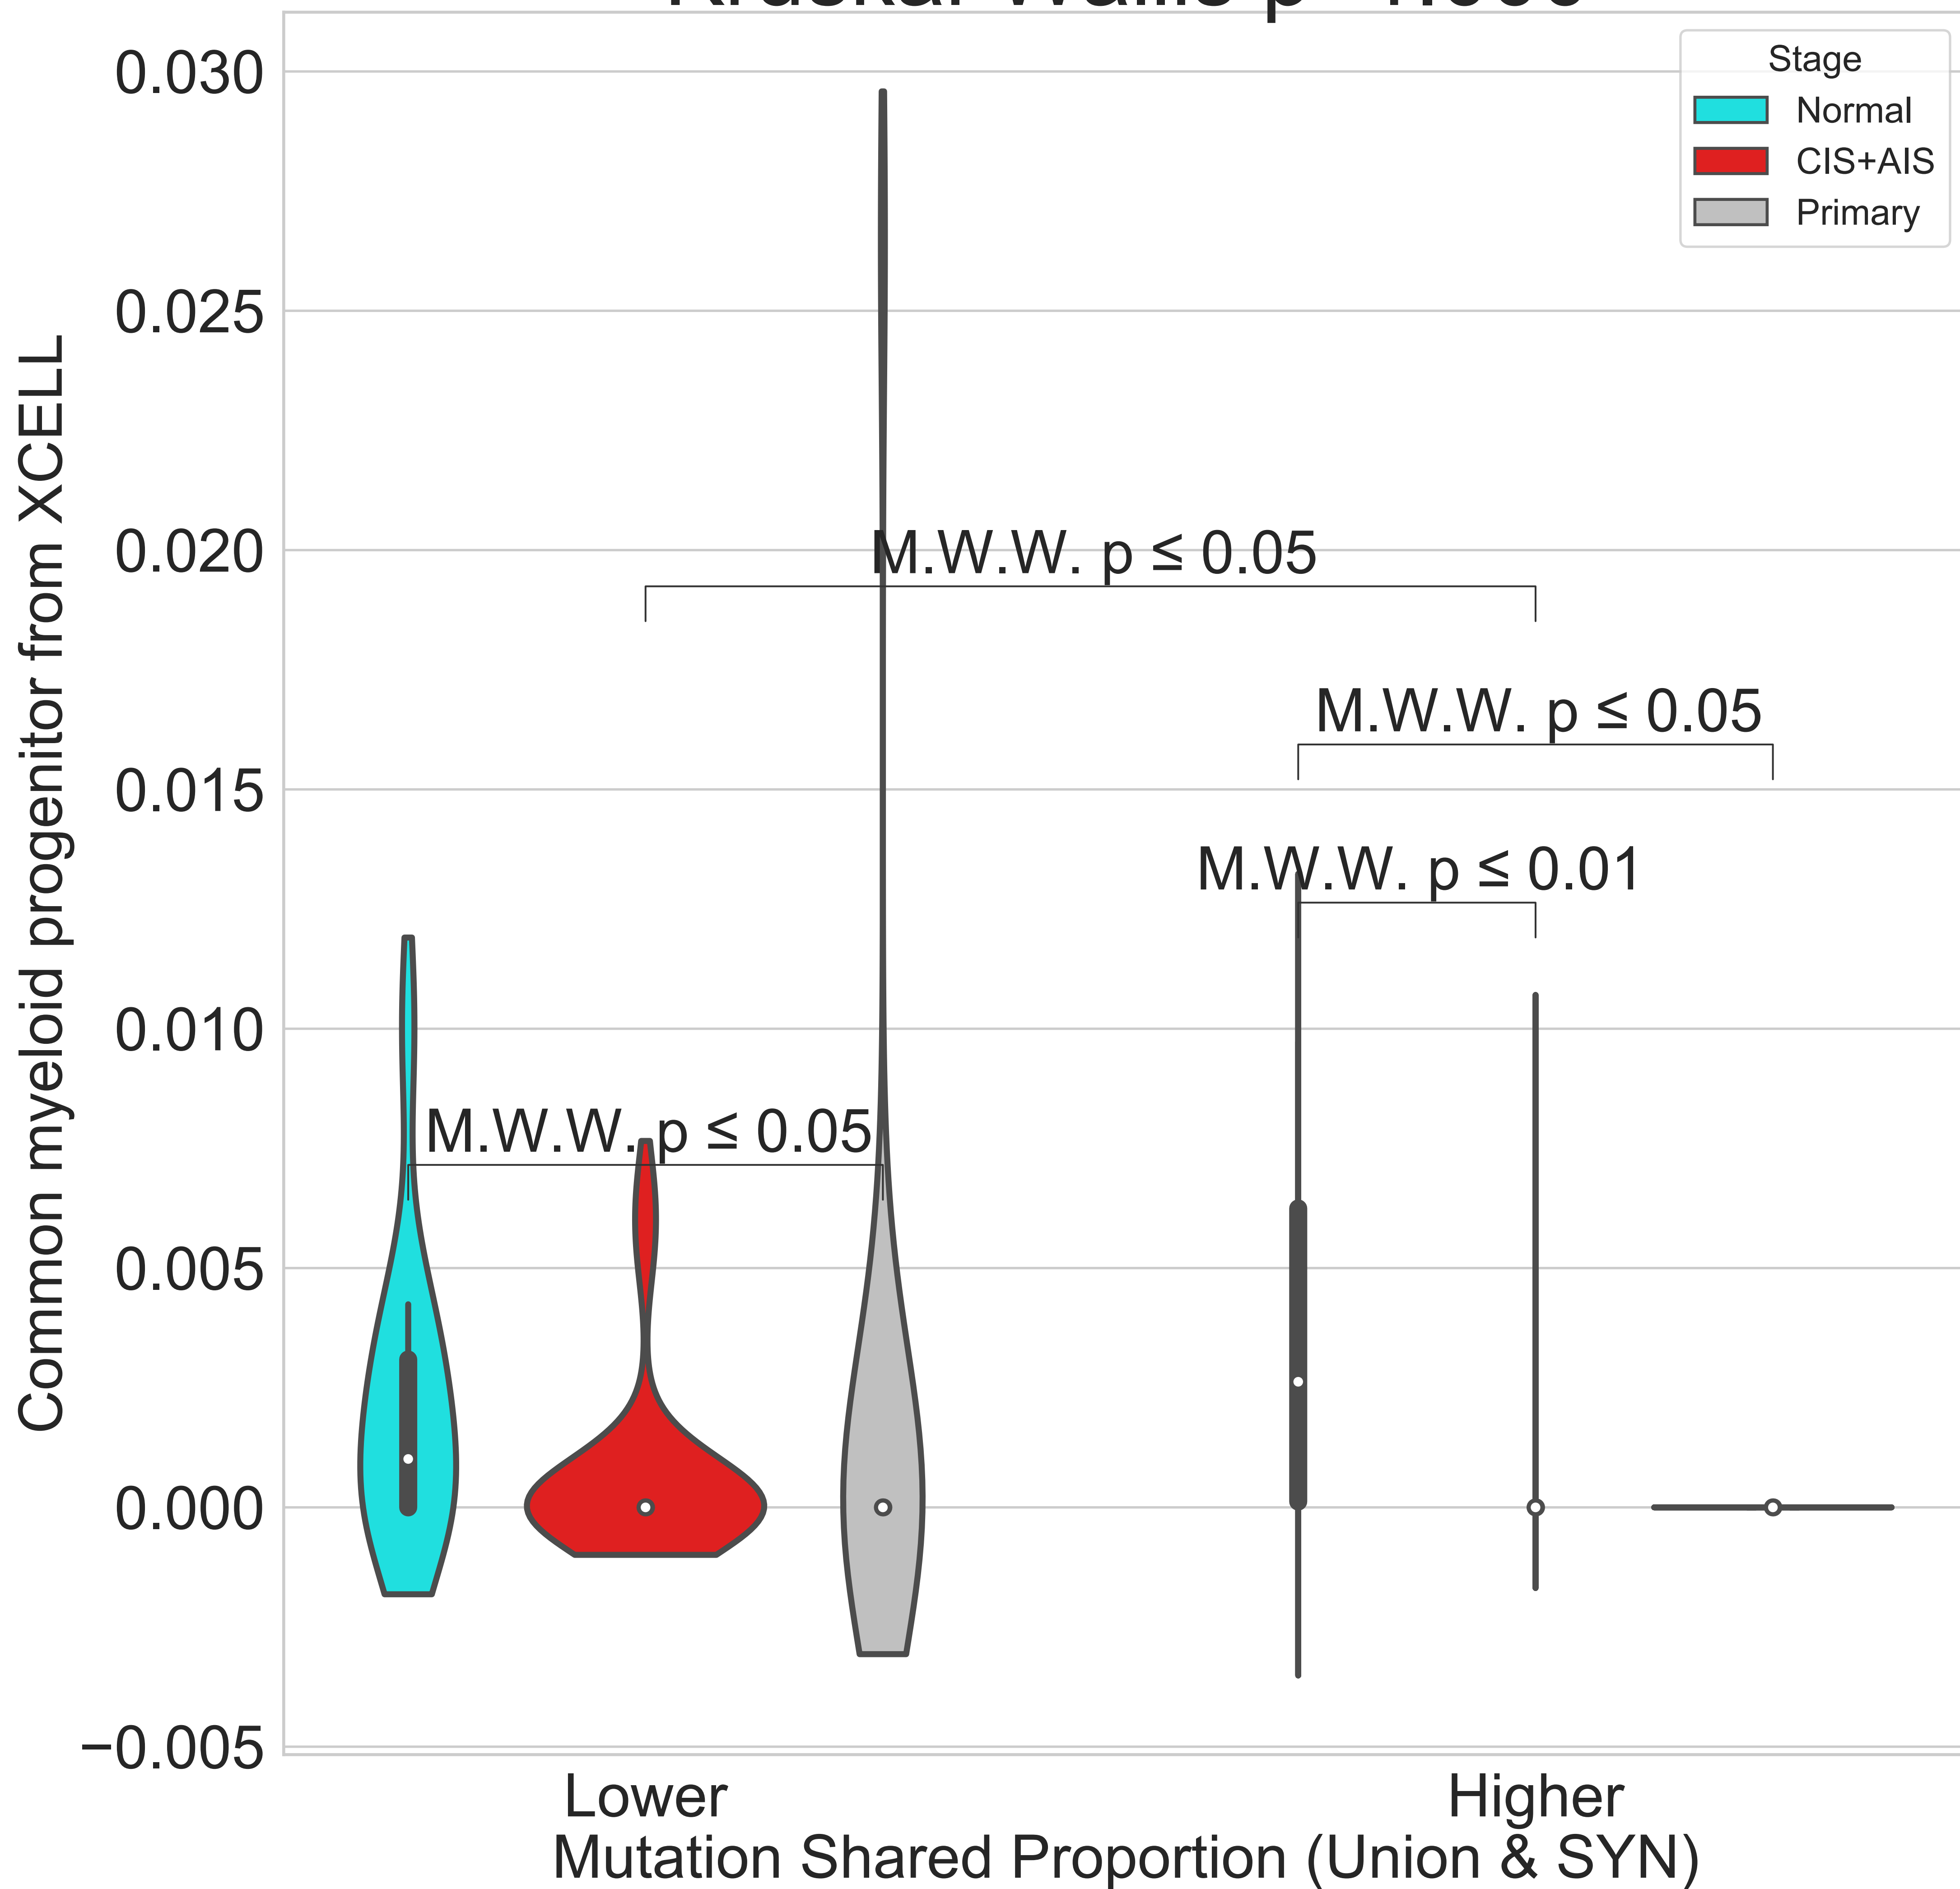 0.030
0.025
0.020
0.015
0.010
0.005
0.000
−0.005
Common myeloid progenitor from XCELL
Stage
Normal
CIS+AIS
Primary
M.W.W. p ≤ 0.05
M.W.W. p ≤ 0.05
M.W.W. p ≤ 0.01
M.W.W. p ≤ 0.05
Lower
Higher
Mutation Shared Proportion (Union & SYN)